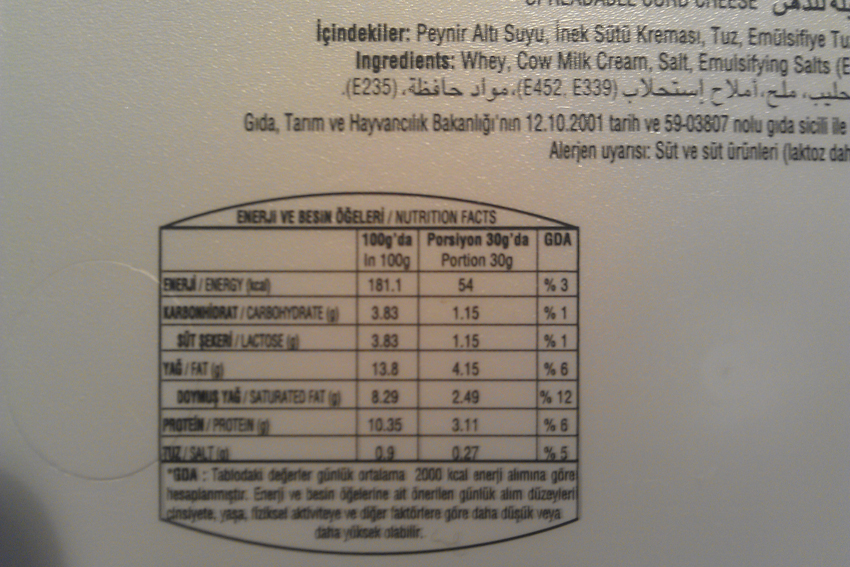 SPREADABLE CURD CHEESE
İçindekiler: Peynir Altı Suyu, İnek Sütü Kreması, Tuz, Emülsifiye Tu
Ingredients: Whey, Cow Milk Cream, Salt, Emulsifying Salts (E
حليب، ملح، أملاح إستحلاب (E452, E339)، مواد حافظة، (E235).
Gıda, Tarım ve Hayvancılık Bakanlığı'nın 12.10.2001 tarih ve 59-03807 nolu gıda sicili ile
Alerjen uyarısı: Süt ve süt ürünleri (laktoz dah
ENERJİ VE BESİN ÖĞELERİ / NUTRITION FACTS
100g'da Porsiyon 30g'da GDA
In 100g Portion 30g
ENERJİ / ENERGY (kcal) 181.1 54 % 3
KARBONHİDRAT / CARBOHYDRATE (g) 3.83 1.15 % 1
SÜT ŞEKERİ / LACTOSE (g) 3.83 1.15 % 1
YAĞ / FAT (g) 13.8 4.15 % 6
DOYMUŞ YAĞ / SATURATED FAT (g) 8.29 2.49 % 12
PROTEİN / PROTEIN (g) 10.35 3.11 % 6
TUZ / SALT (g) 0.9 0.27 % 5
*GDA : Tablodaki değerler günlük ortalama 2000 kcal enerji alımına göre
hesaplanmıştır. Enerji ve besin öğelerine ait önerilen günlük alım düzeyleri
cinsiyete, yaşa, fiziksel aktiviteye ve diğer faktörlere göre daha düşük veya
daha yüksek olabilir.